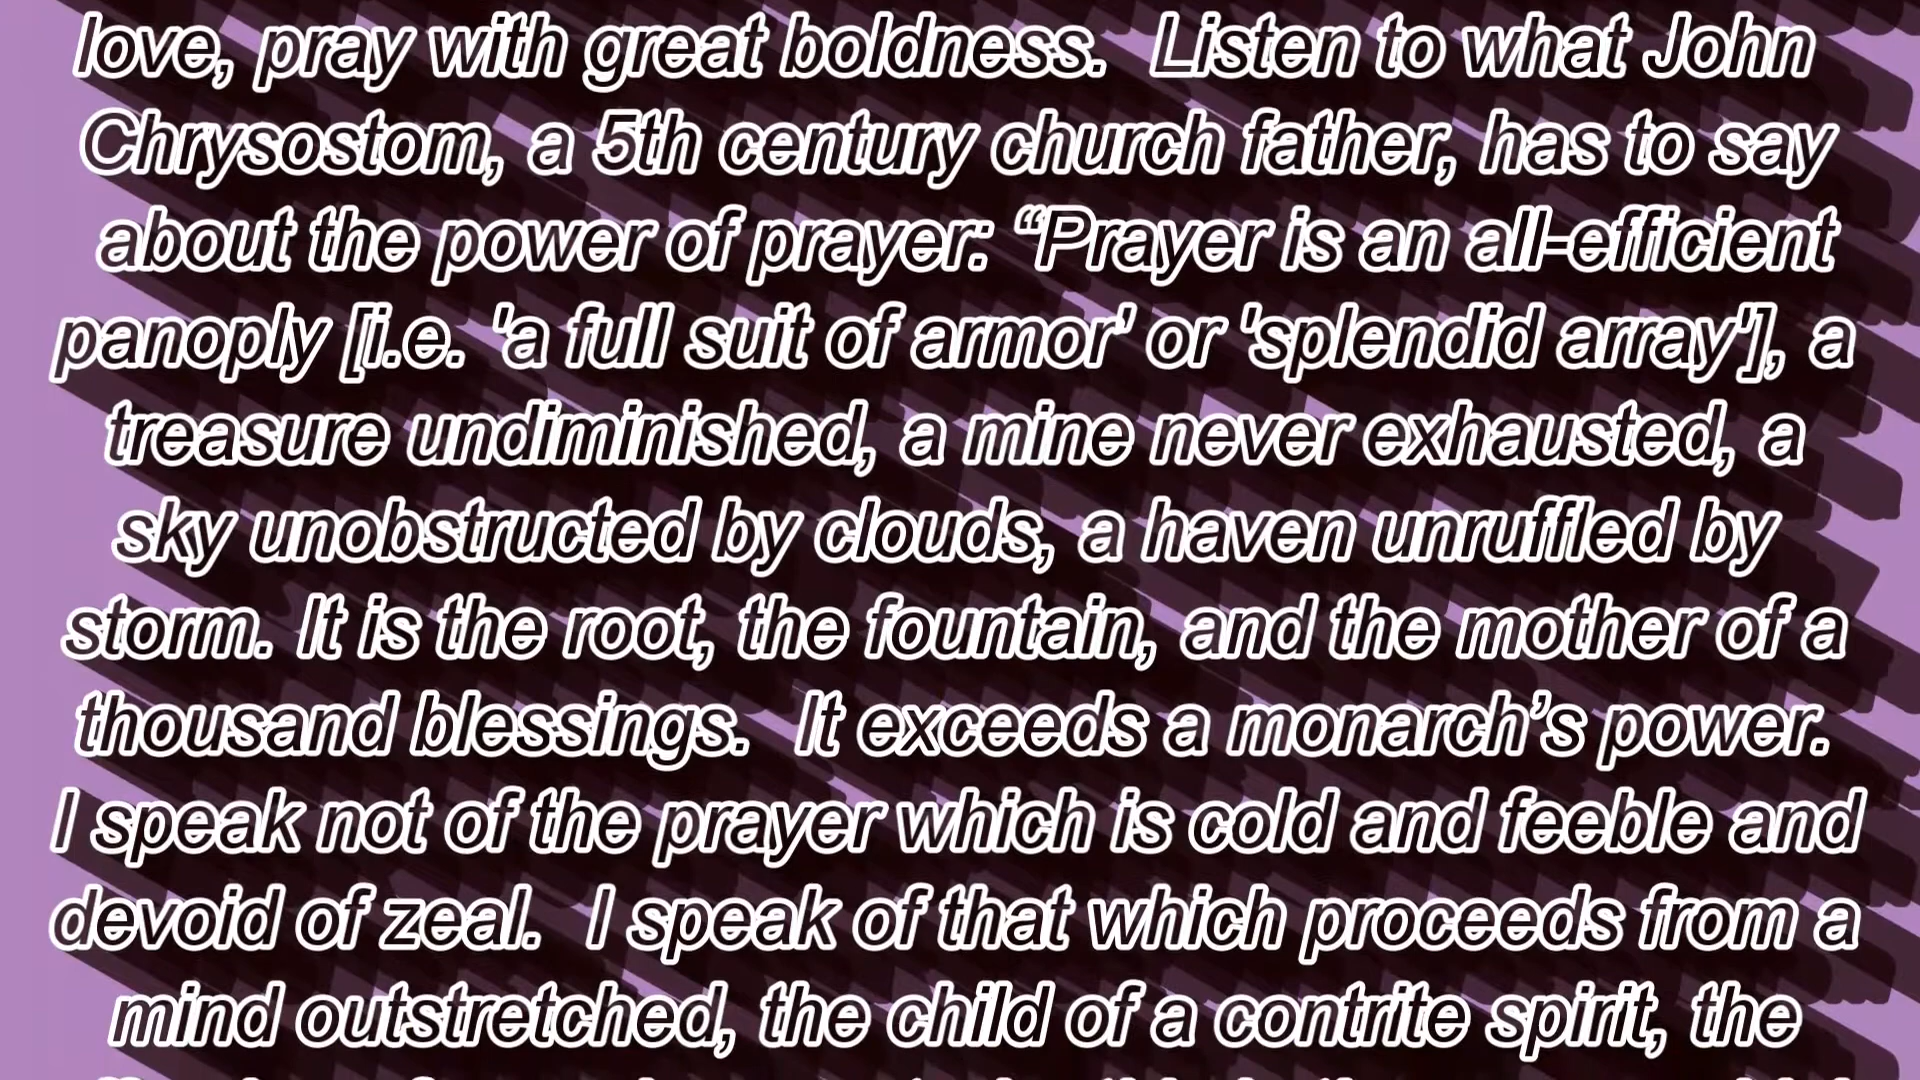 love, pray with great boldness.  Listen to what John
Chrysostom, a 5th century church father, has to say
about the power of prayer: “Prayer is an all-efficient
panoply [i.e. 'a full suit of armor' or 'splendid array'], a
treasure undiminished, a mine never exhausted, a
sky unobstructed by clouds, a haven unruffled by
storm. It is the root, the fountain, and the mother of a
thousand blessings.  It exceeds a monarch’s power.
I speak not of the prayer which is cold and feeble and
devoid of zeal.  I speak of that which proceeds from a
mind outstretched, the child of a contrite spirit, the